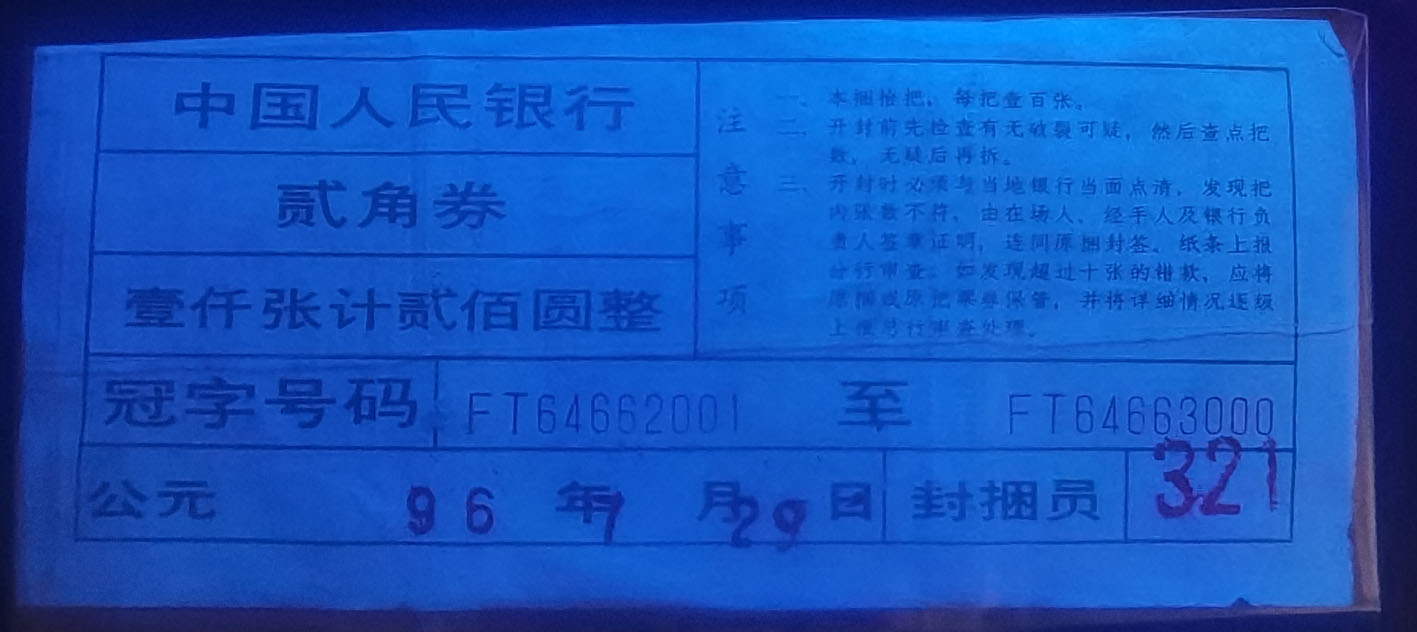 中国人民银行
贰角券
壹仟张计贰佰圆整
注意事项
一、本捆拾把，每把壹百张。
二、开封前先检查有无破裂可疑，然后查点把
数，无疑后再拆。
三、开封时必须与当地银行当面点清，发现把
内张数不符，由在场人、经手人及银行负
责人签章证明，连同原捆封签、纸条上报
分行审查。如发现超过十张的错款，应将
原捆或原把票券保管，并将详细情况逐级
上报总行审查处理。
冠字号码 FT64662001 至 FT64663000
公元 96 年 1 月 29 日 封捆员 321